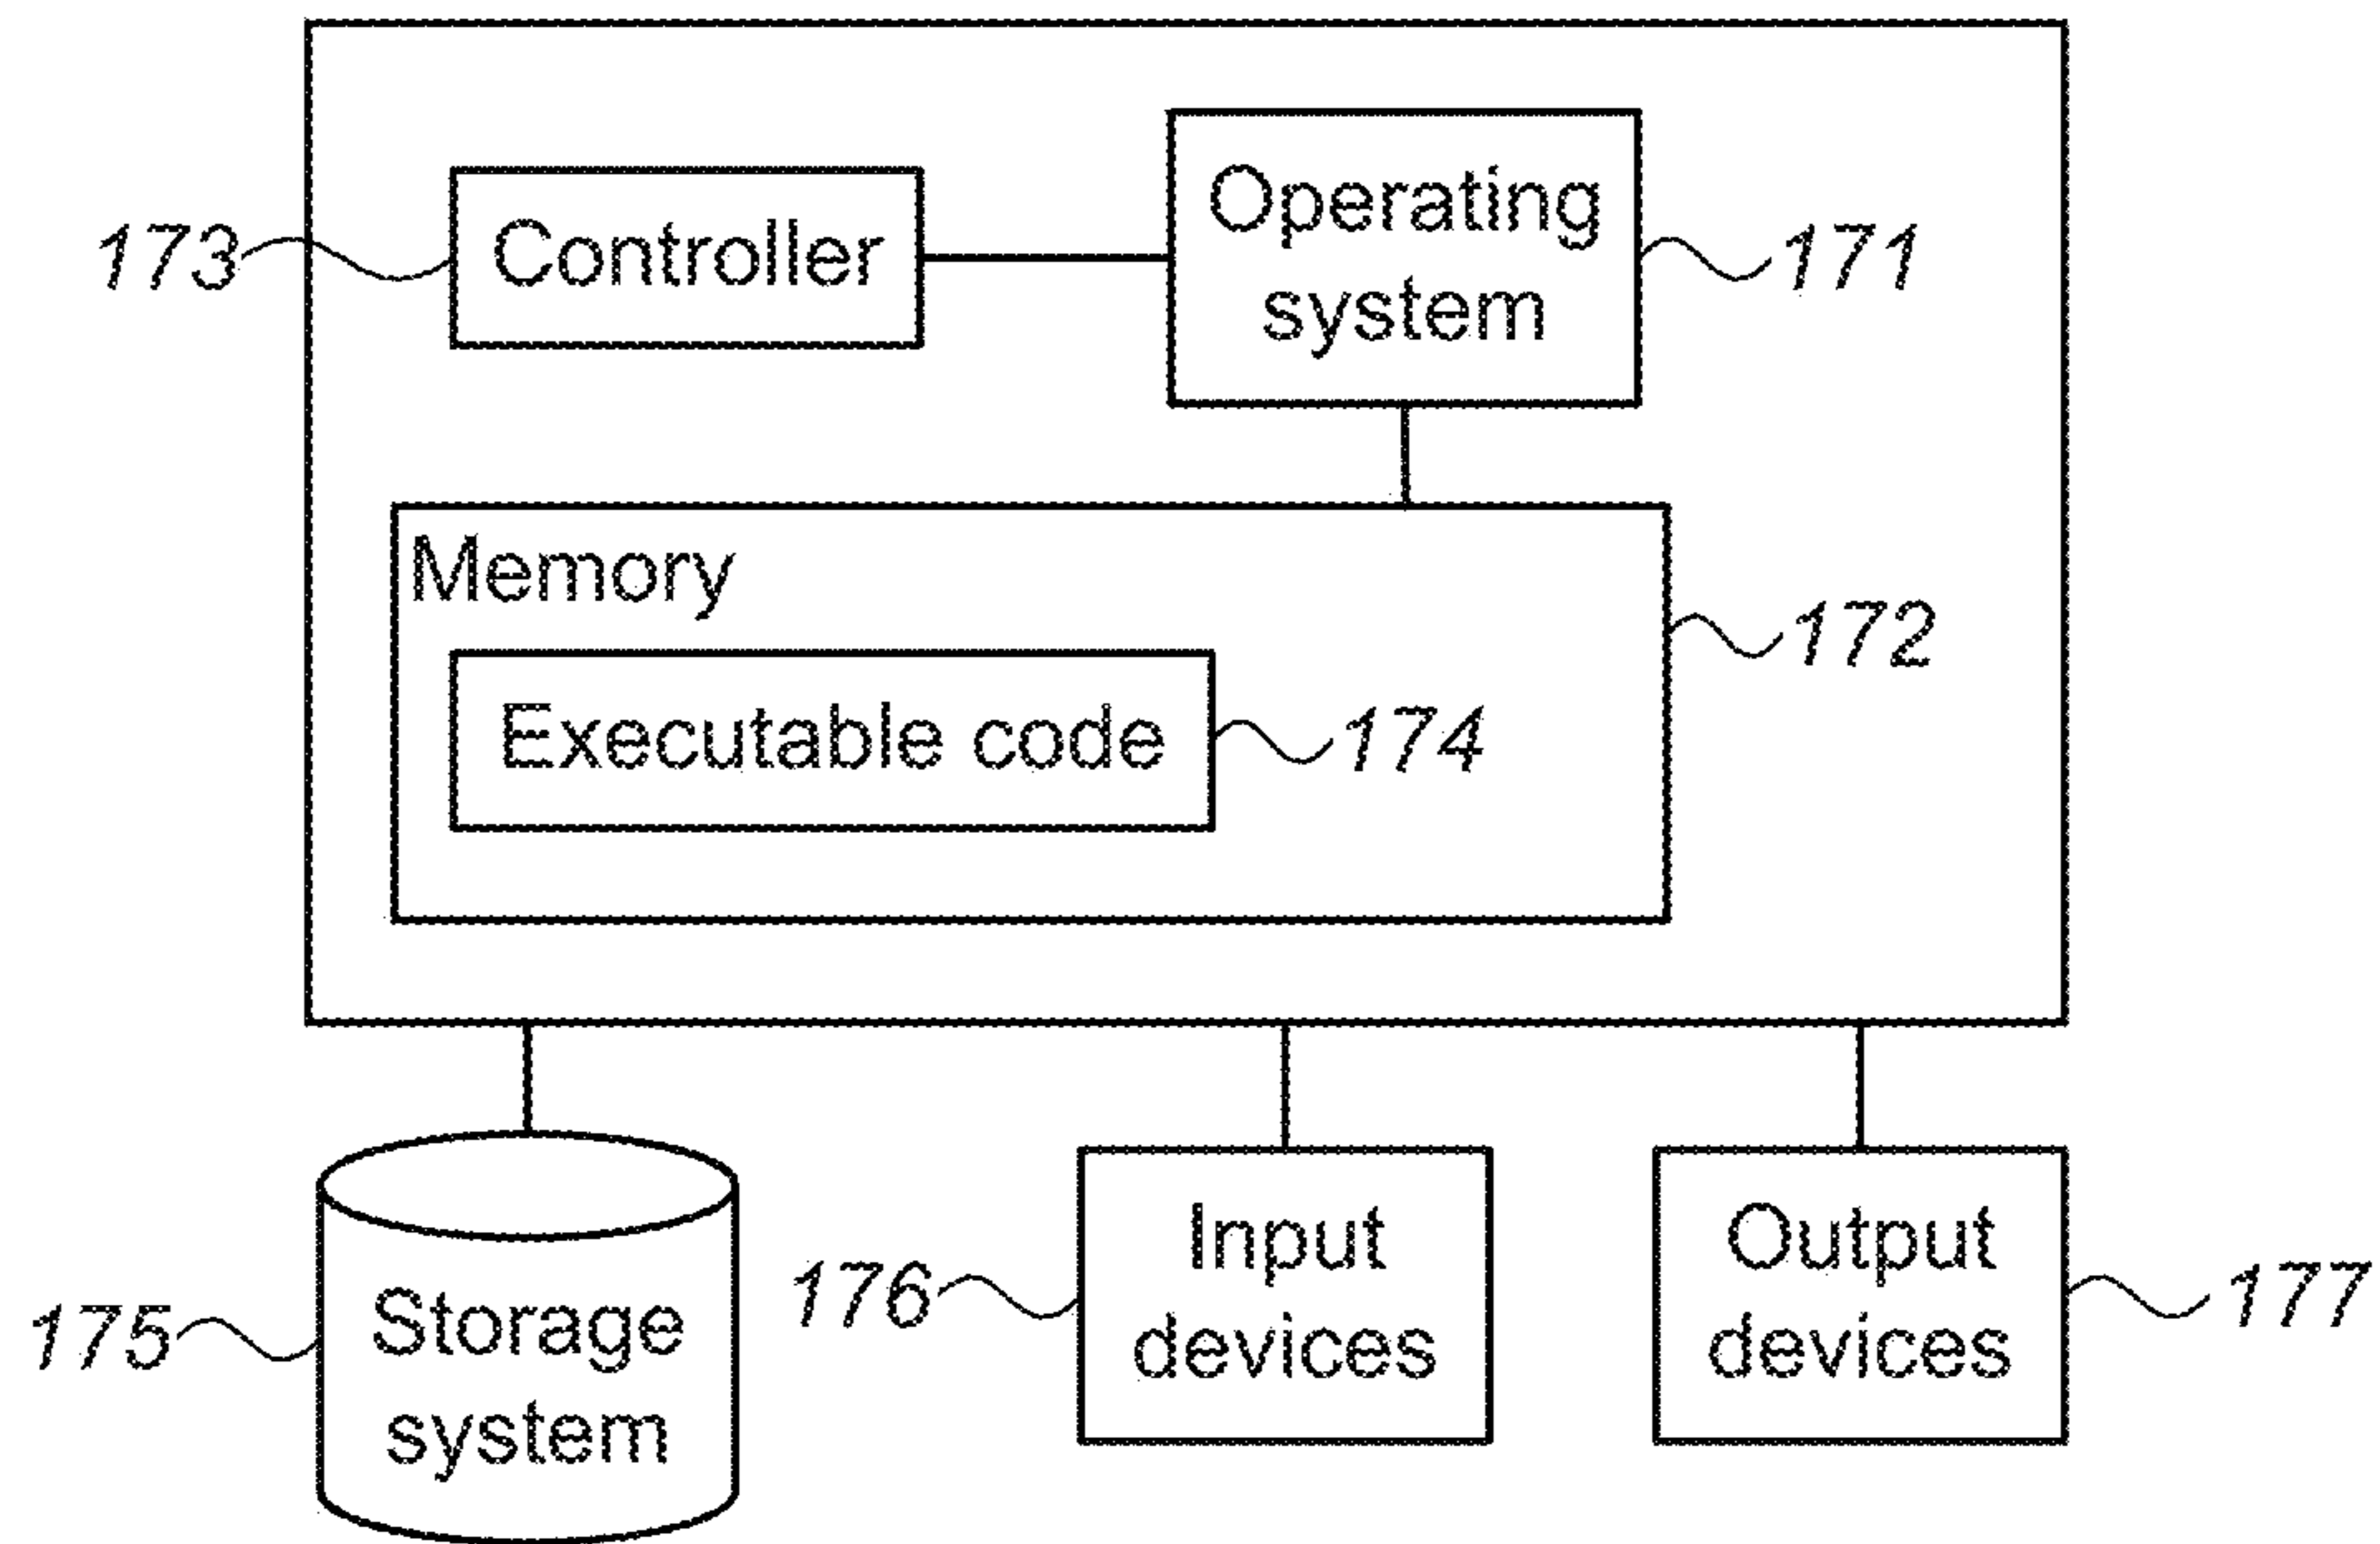 Operating
system
173
Controller
171
Memory
172
Executable code
174
175
Storage
system
176
Input
devices
Output
devices
177